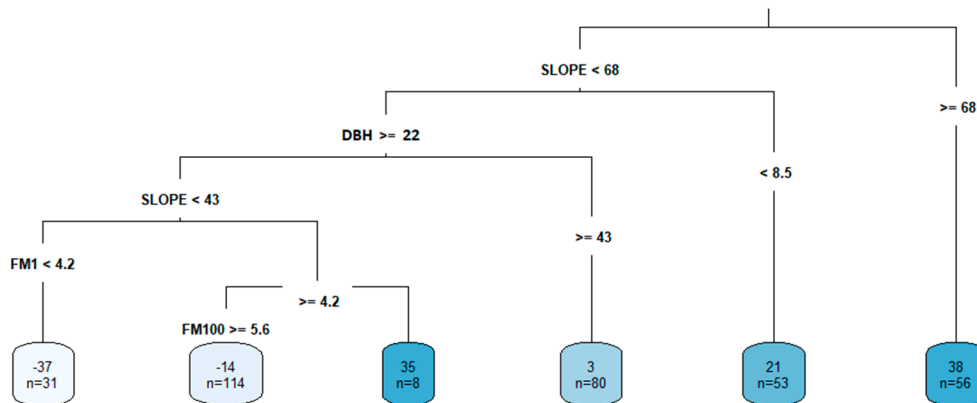 SLOPE < 68
>= 68
DBH >= 22
< 8.5
SLOPE < 43
>= 43
FM1 < 4.2
>= 4.2
FM100 >= 5.6
-37
n=31
-14
n=114
35
n=8
3
n=80
21
n=53
38
n=56